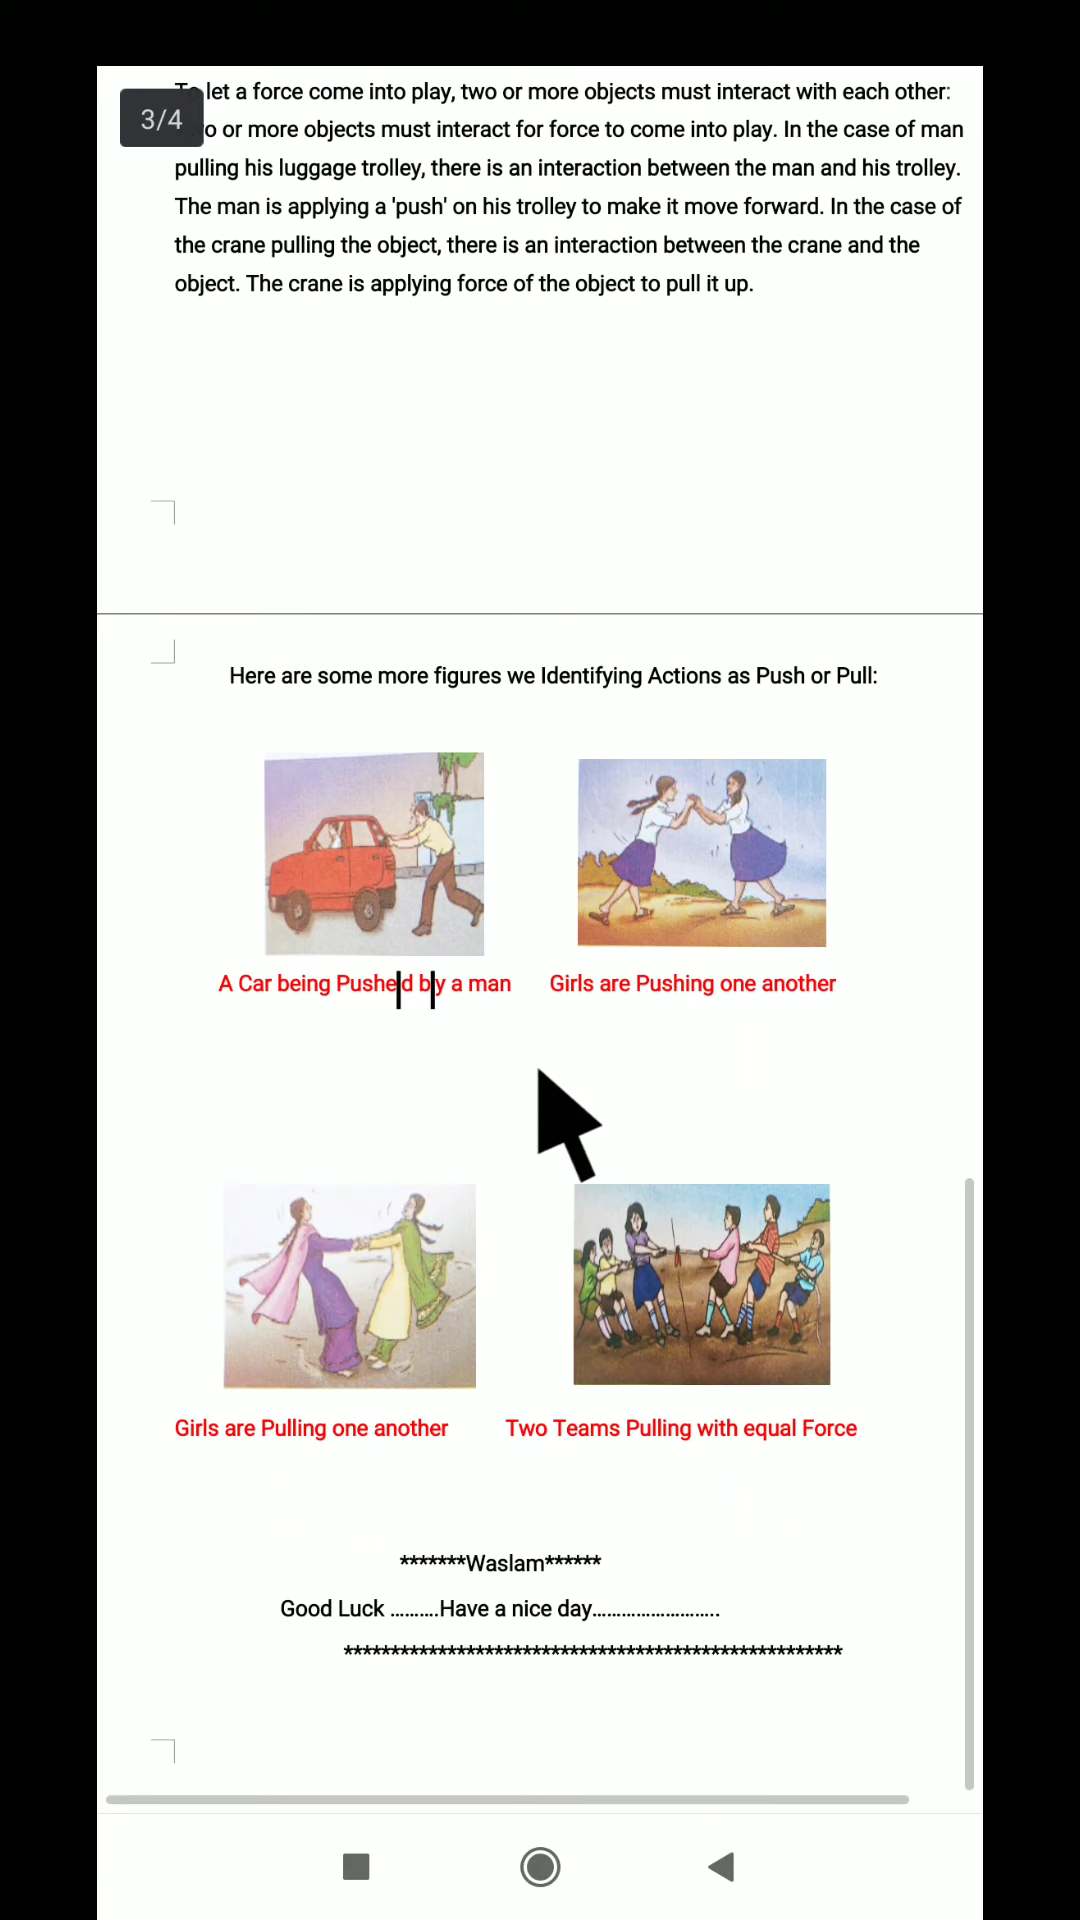 3/4
let a force come into play, two or more objects must interact with each other:
o or more objects must interact for force to come into play. In the case of man
pulling his luggage trolley, there is an interaction between the man and his trolley.
The man is applying a 'push' on his trolley to make it move forward. In the case of
the crane pulling the object, there is an interaction between the crane and the
object. The crane is applying force of the object to pull it up.
Here are some more figures we Identifying Actions as Push or Pull:
A Car being Pushed by a man
Girls are Pushing one another
Girls are Pulling one another
Two Teams Pulling with equal Force
*******Waslam******
Good Luck ..........Have a nice day..........................
*****************************************************